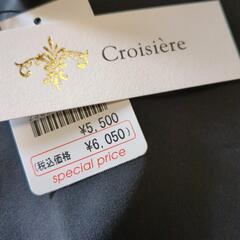 Croisière
¥5,500
(税込価格 ¥6,050)
special price